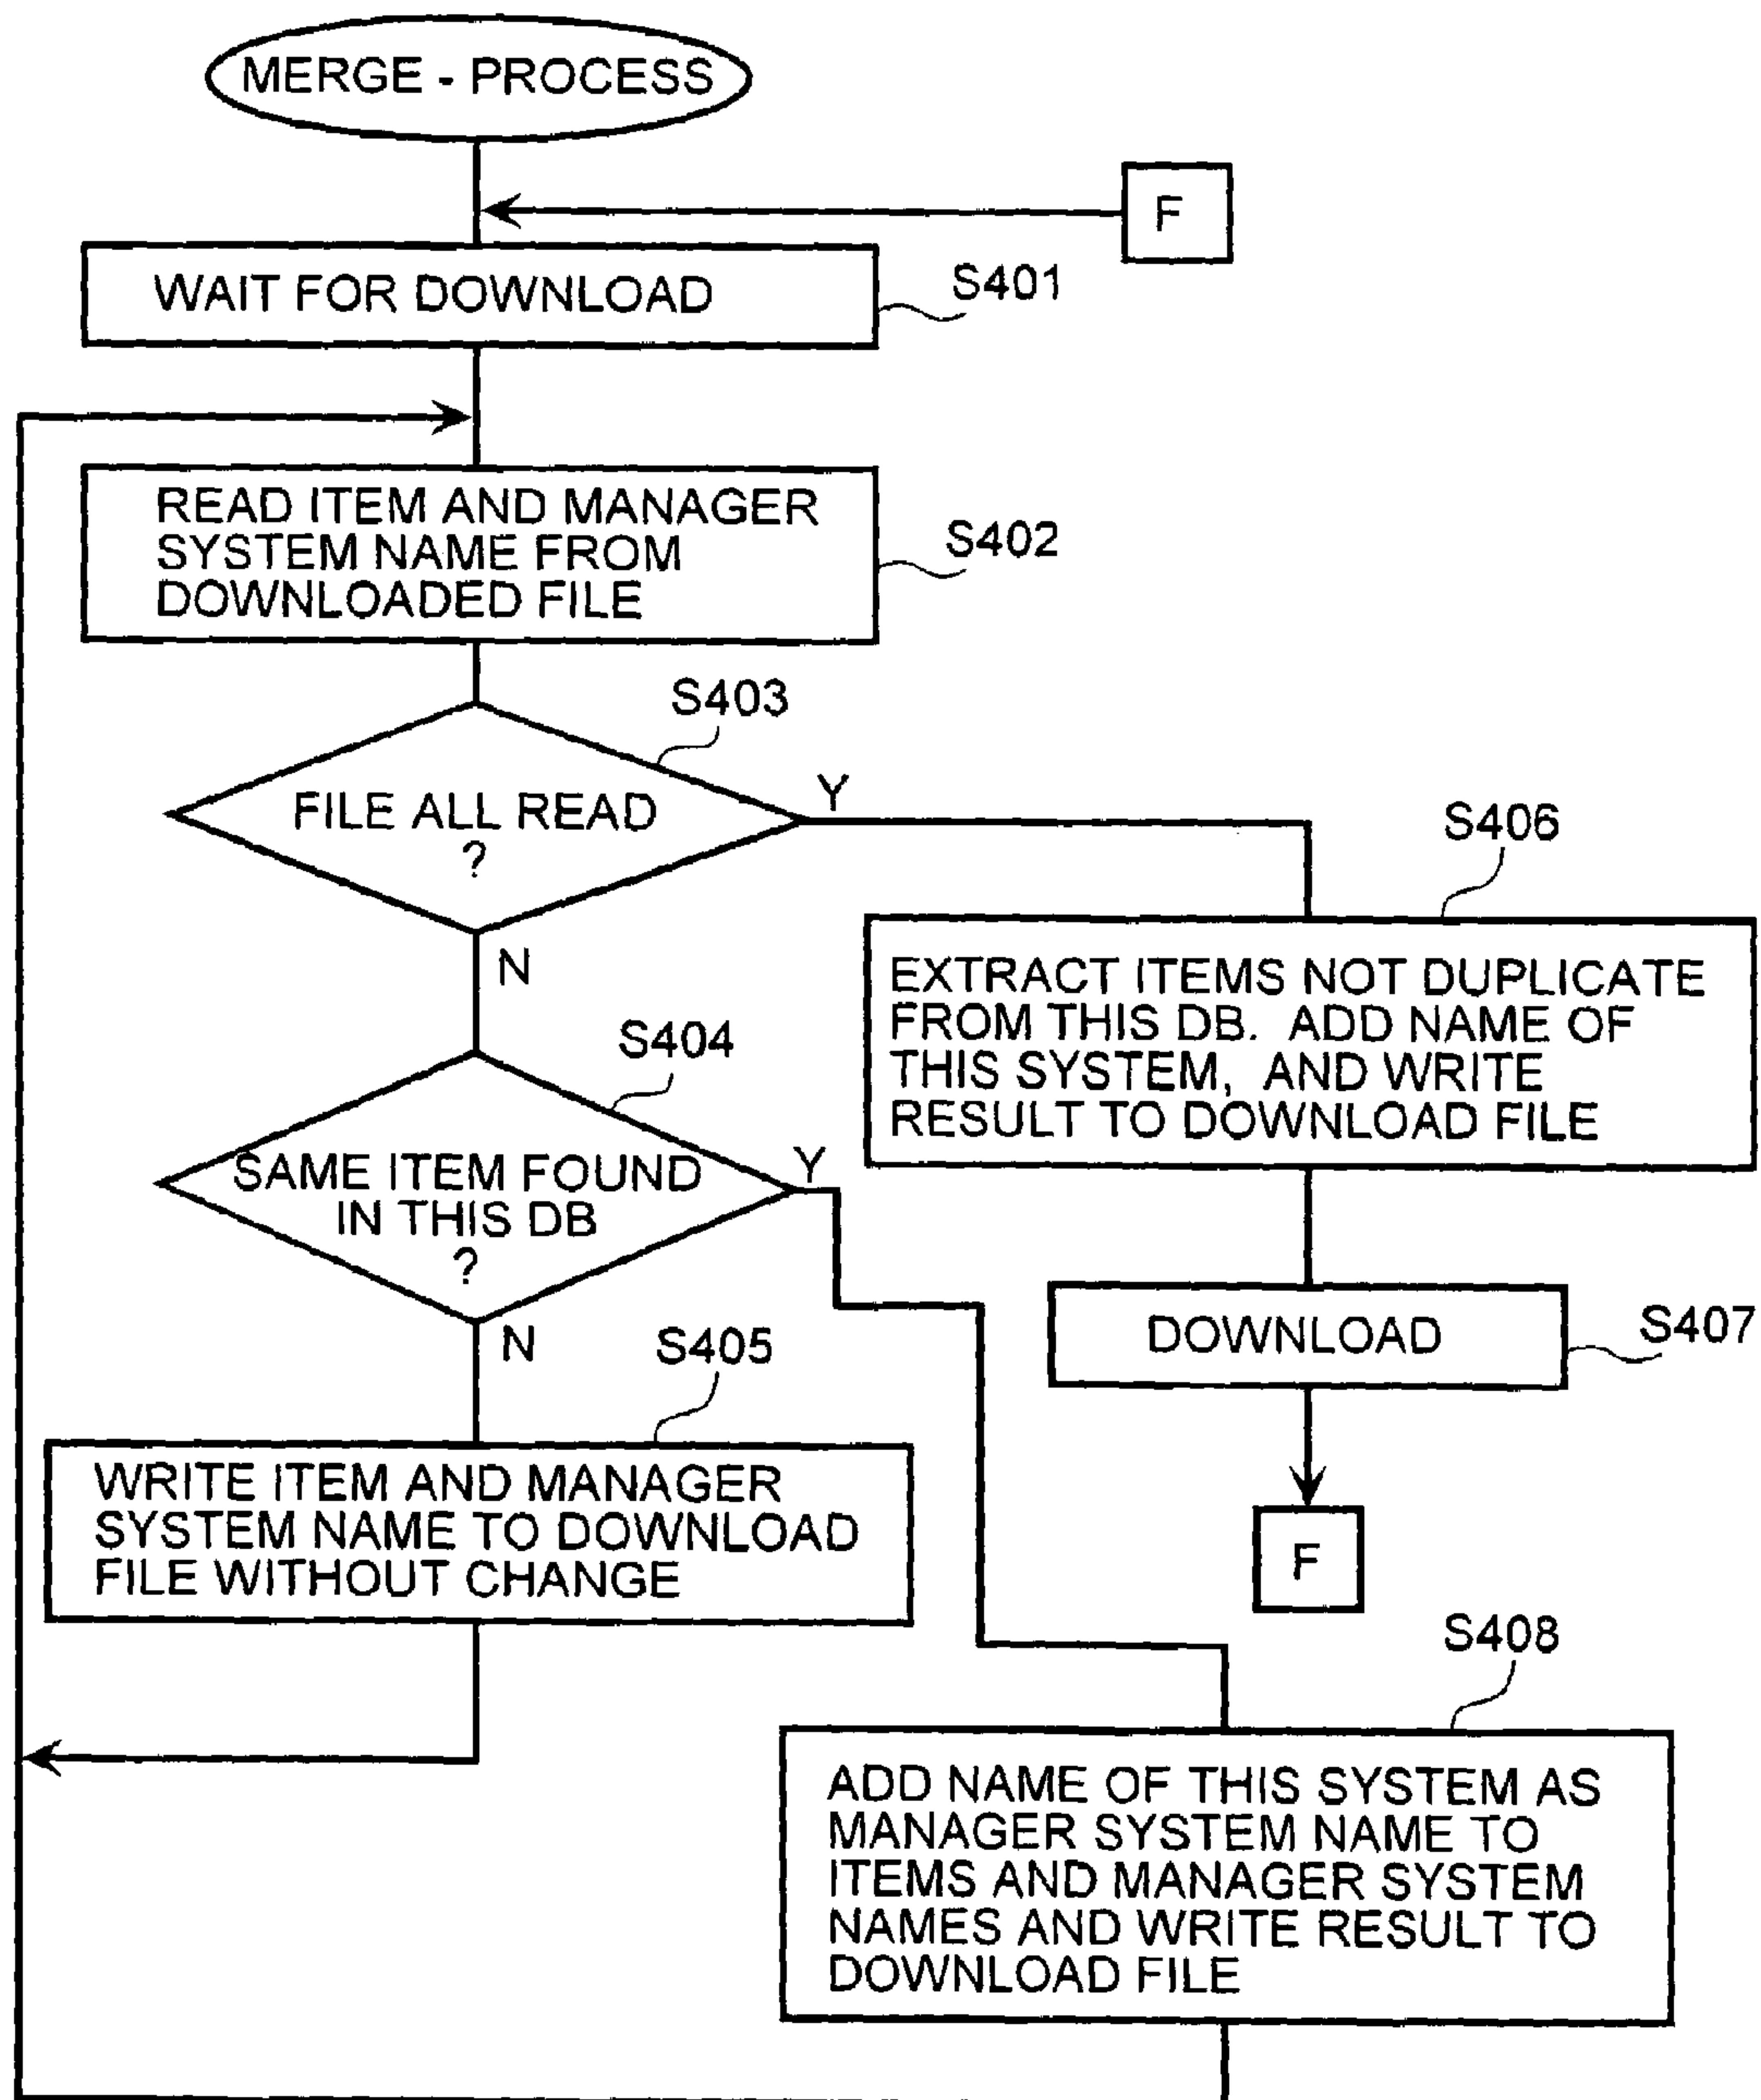 MERGE - PROCESS
F
WAIT FOR DOWNLOAD
S401
READ ITEM AND MANAGER
SYSTEM NAME FROM
DOWNLOADED FILE
S402
S403
FILE ALL READ
?
Y
N
S406
EXTRACT ITEMS NOT DUPLICATE
FROM THIS DB. ADD NAME OF
THIS SYSTEM, AND WRITE
RESULT TO DOWNLOAD FILE
S404
SAME ITEM FOUND
IN THIS DB
?
Y
N
DOWNLOAD
S407
F
S405
WRITE ITEM AND MANAGER
SYSTEM NAME TO DOWNLOAD
FILE WITHOUT CHANGE
S408
ADD NAME OF THIS SYSTEM AS
MANAGER SYSTEM NAME TO
ITEMS AND MANAGER SYSTEM
NAMES AND WRITE RESULT TO
DOWNLOAD FILE